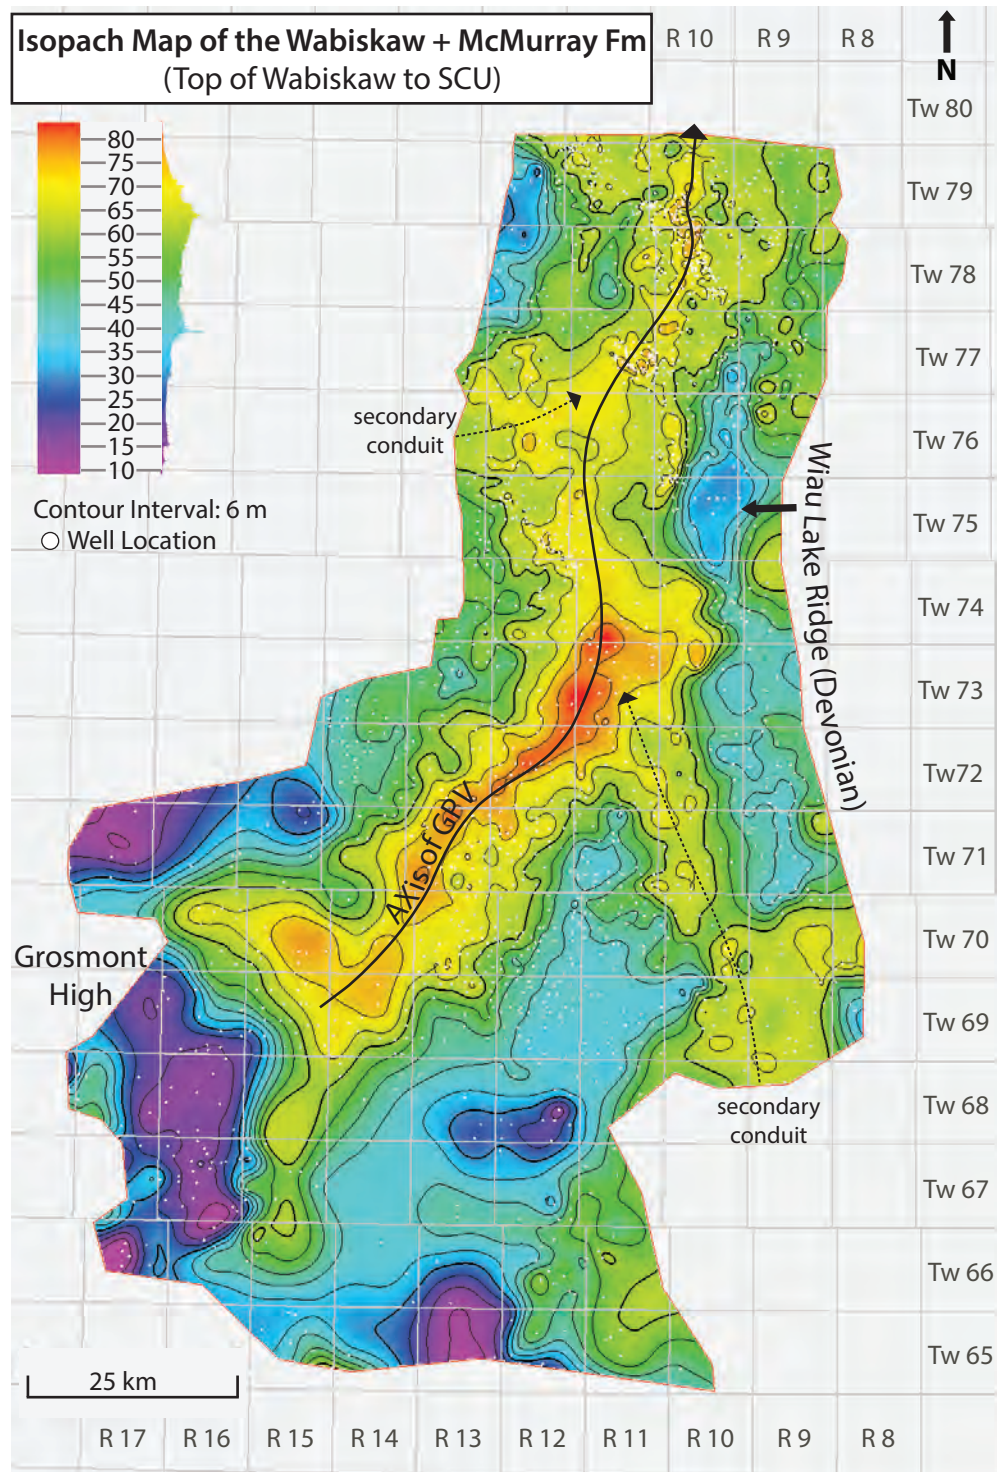 Isopach Map of the Wabiskaw + McMurray Fm
(Top of Wabiskaw to SCU)
R 10
R 9
R 8
N
Tw 80
Tw 79
Tw 78
Tw 77
Tw 76
Tw 75
Tw 74
Tw 73
Tw72
Tw 71
Tw 70
Tw 69
Tw 68
Tw 67
Tw 66
Tw 65
80
75
70
65
60
55
50
45
40
35
30
25
20
15
10
Contour Interval: 6 m
Well Location
secondary
conduit
Wiau Lake Ridge (Devonian)
AXis of GPV
Grosmont
High
secondary
conduit
25 km
R 17
R 16
R 15
R 14
R 13
R 12
R 11
R 10
R 9
R 8